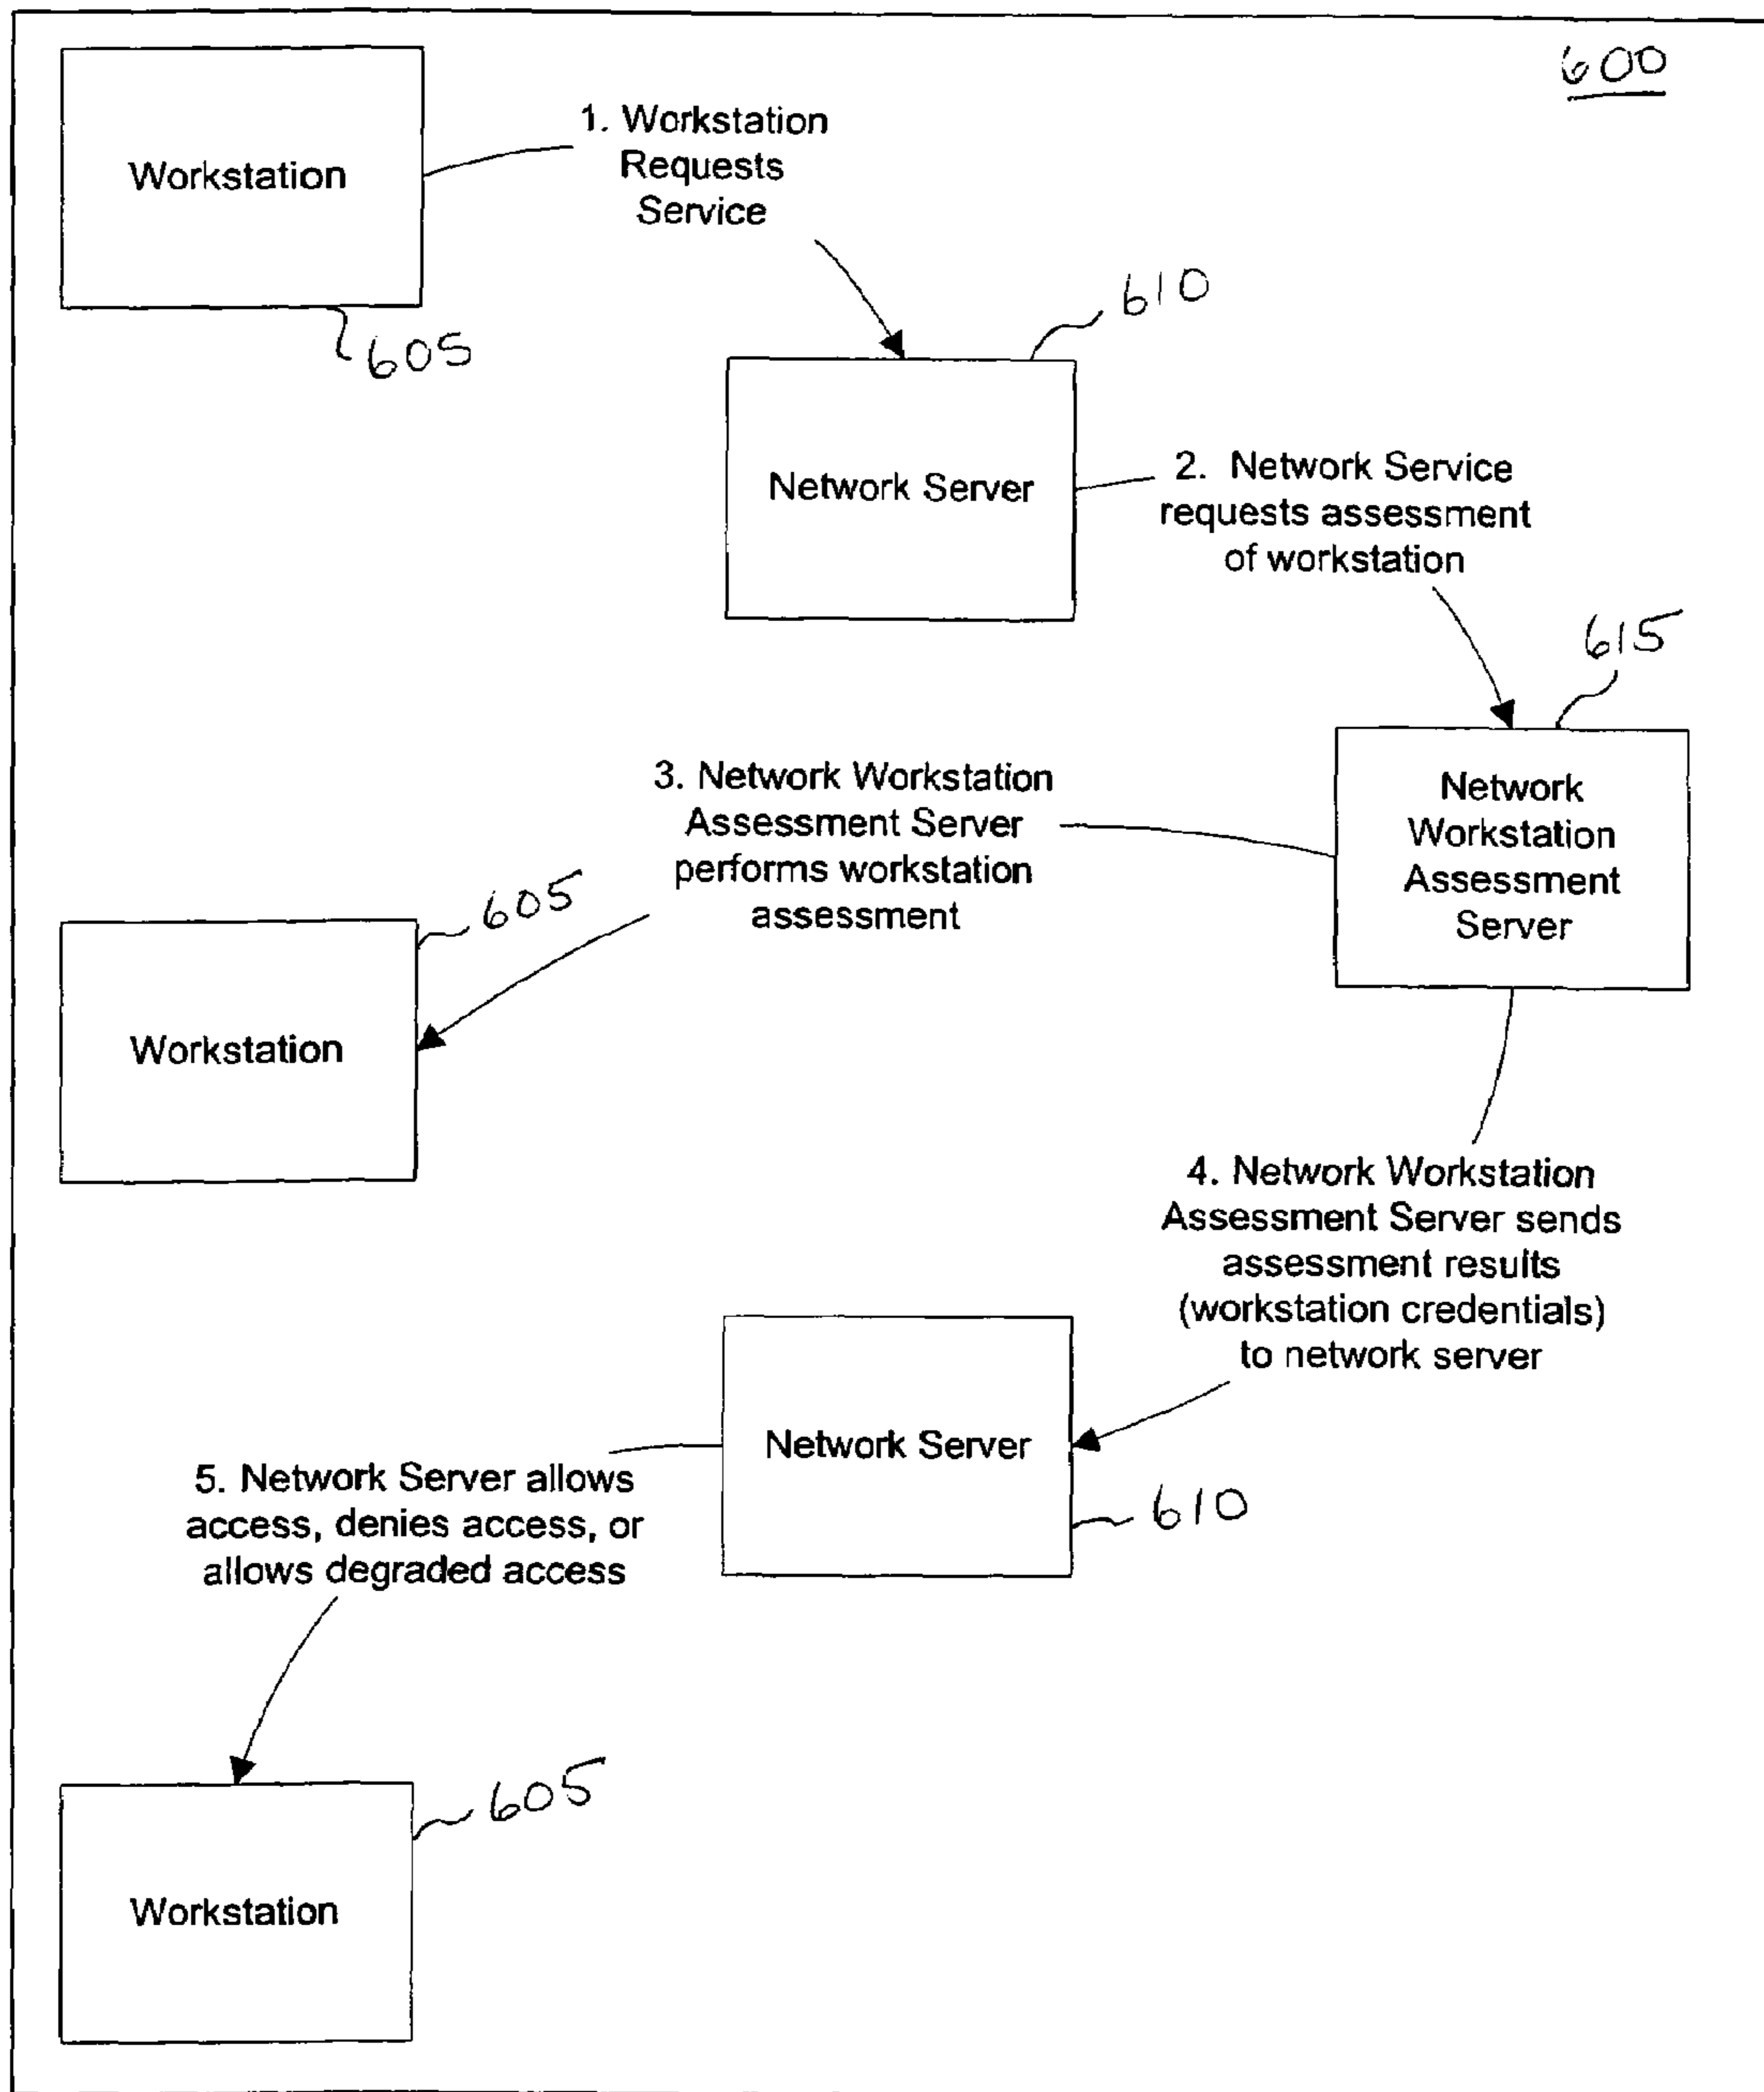 600
Workstation
1. Workstation
Requests
Service
605
610
Network Server
2. Network Service
requests assessment
of workstation
615
Network
Workstation
Assessment
Server
3. Network Workstation
Assessment Server
performs workstation
assessment
605
Workstation
4. Network Workstation
Assessment Server sends
assessment results
(workstation credentials)
to network server
Network Server
610
5. Network Server allows
access, denies access, or
allows degraded access
605
Workstation